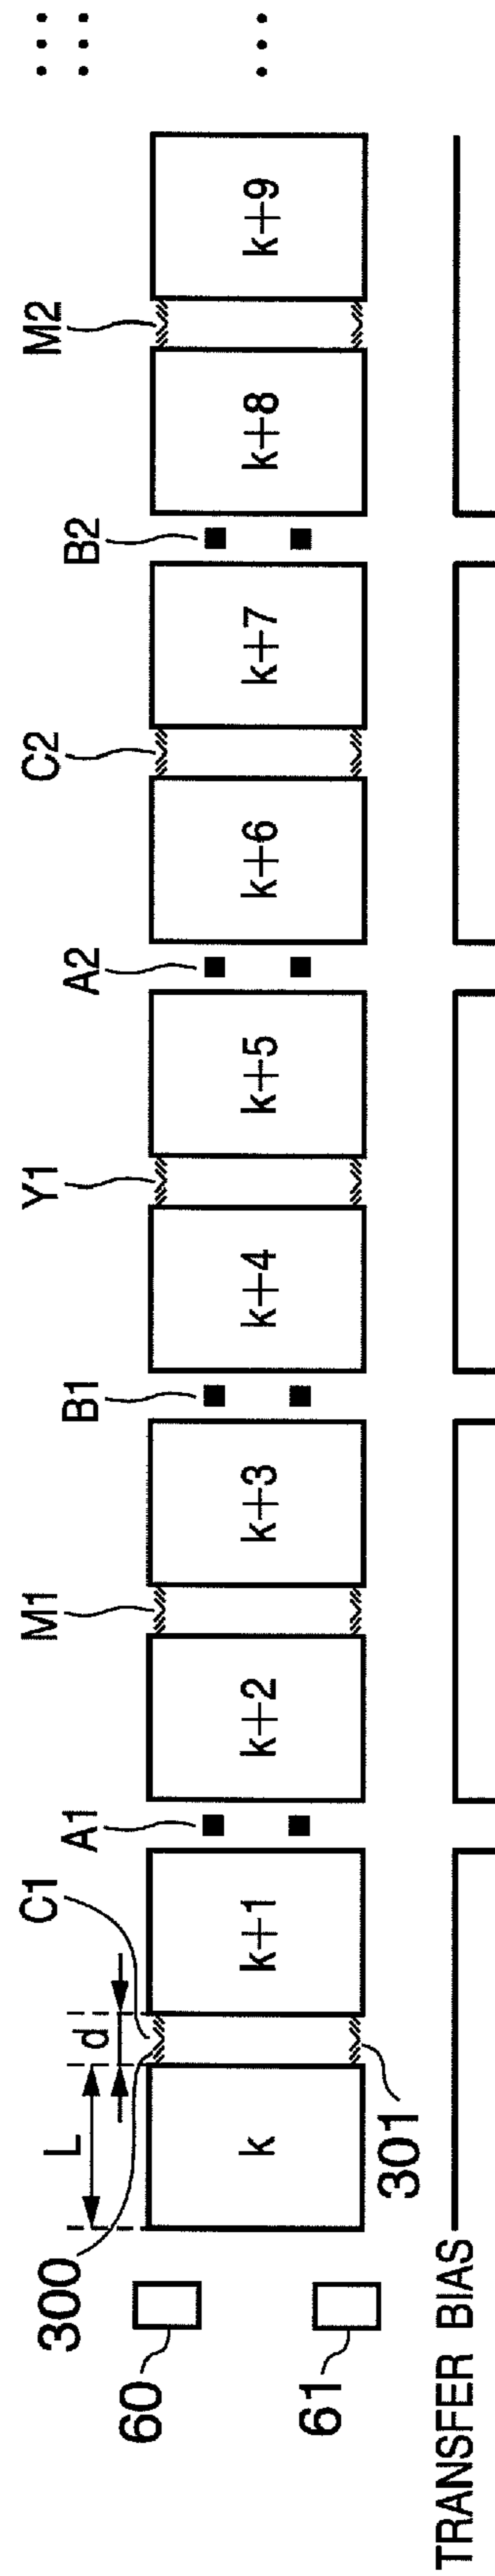 C1
M1
Y1
C2
M2
A1
B1
A2
B2
L
d
300
60
k
k+1
k+2
k+3
k+4
k+5
k+6
k+7
k+8
k+9
...
61
301
TRANSFER BIAS